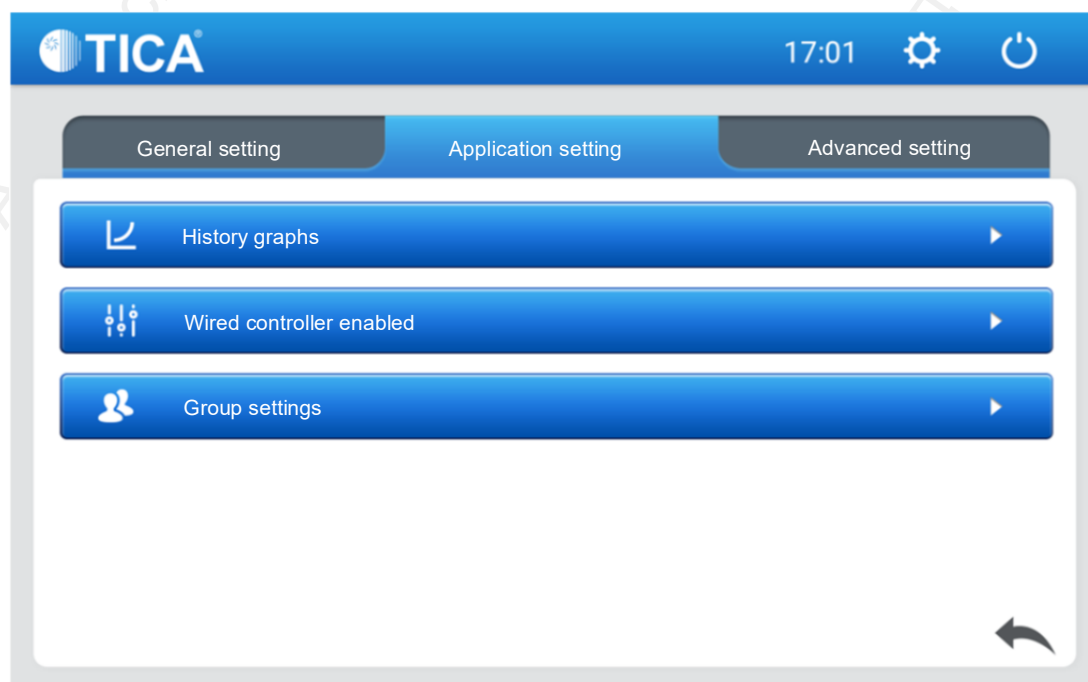 TICA®
17:01
General setting
Application setting
Advanced setting
History graphs
Wired controller enabled
Group settings